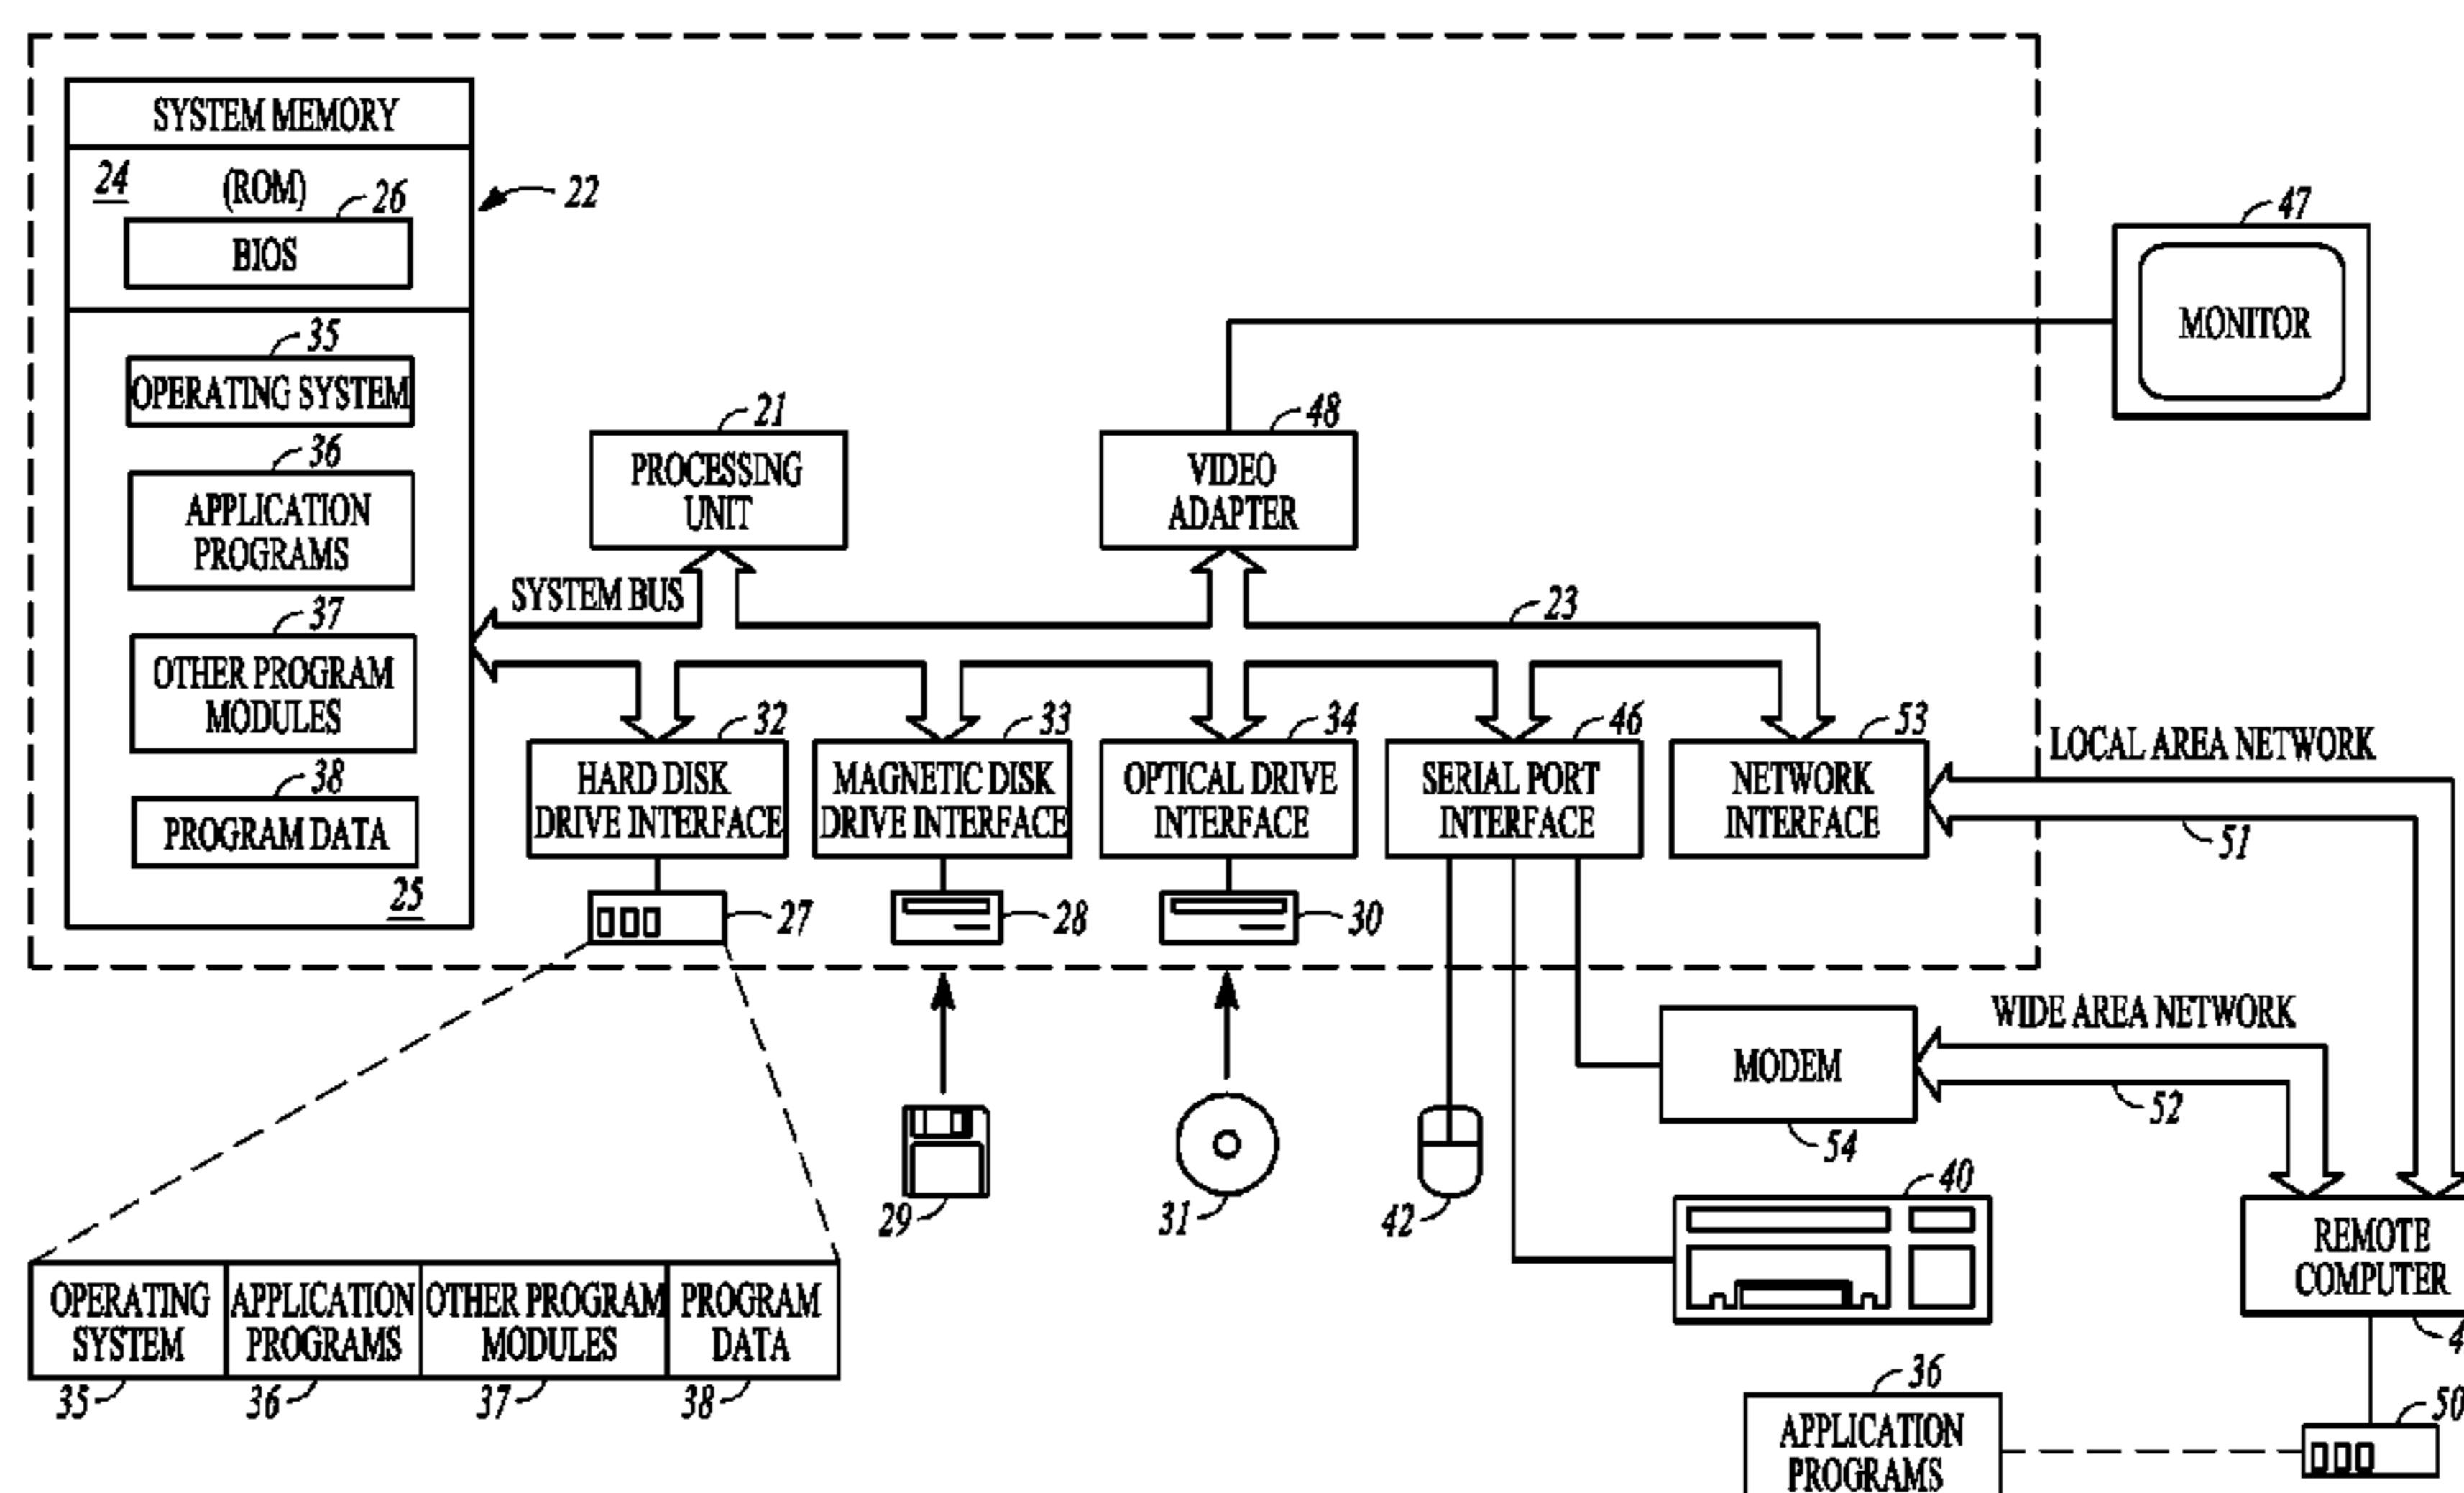 SYSTEM MEMORY
24
(ROM)
26
BIOS
22
35
OPERATING SYSTEM
36
APPLICATION
PROGRAMS
37
OTHER PROGRAM
MODULES
38
PROGRAM DATA
25
21
PROCESSING
UNIT
48
VIDEO
ADAPTER
47
MONITOR
SYSTEM BUS
23
32
HARD DISK
DRIVE INTERFACE
33
MAGNETIC DISK
DRIVE INTERFACE
34
OPTICAL DRIVE
INTERFACE
46
SERIAL PORT
INTERFACE
53
NETWORK
INTERFACE
LOCAL AREA NETWORK
51
27
28
30
WIDE AREA NETWORK
52
MODEM
54
29
31
42
40
REMOTE
COMPUTER
OPERATING
SYSTEM
35
APPLICATION
PROGRAMS
36
OTHER PROGRAM
MODULES
37
PROGRAM
DATA
38
36
APPLICATION
PROGRAMS
50